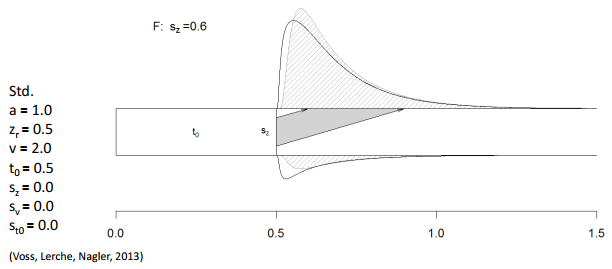 F: s_z =0.6
Std.
a = 1.0
z_r = 0.5
v = 2.0
t_0 = 0.5
s_z = 0.0
s_v = 0.0
s_t0 = 0.0
t_0
s_z
0.0 0.5 1.0 1.5
(Voss, Lerche, Nagler, 2013)